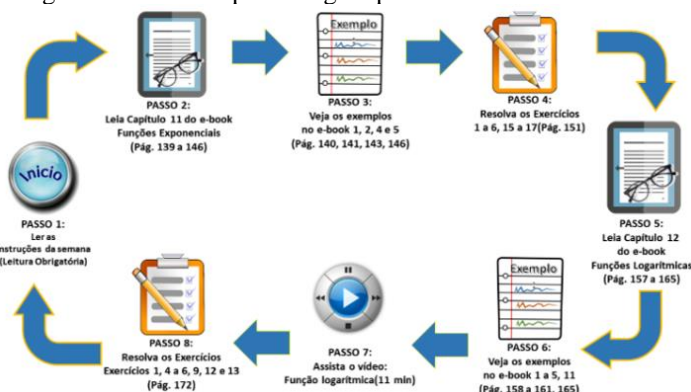 Início
PASSO 1:
Ler as
nstruções da semana
(Leitura Obrigatória)
PASSO 2:
Leia Capítulo 11 do e-book
Funções Exponenciais
(Pág. 139 a 146)
Exemplo
PASSO 3:
Veja os exemplos
no e-book 1, 2, 4 e 5
(Pág. 140, 141, 143, 146)
PASSO 4:
Resolva os Exercícios
1 a 6, 15 a 17(Pág. 151)
PASSO 5:
Leia Capítulo 12
do e-book
Funções Logarítmicas
(Pág. 157 a 165)
Exemplo
PASSO 6:
Veja os exemplos
no e-book 1 a 5, 11
(Pág. 158 a 161, 165)
PASSO 7:
Assista o vídeo:
Função logarítmica(11 min)
PASSO 8:
Resolva os Exercícios
Exercícios 1, 4 a 6, 9, 12 e 13
(Pág. 172)